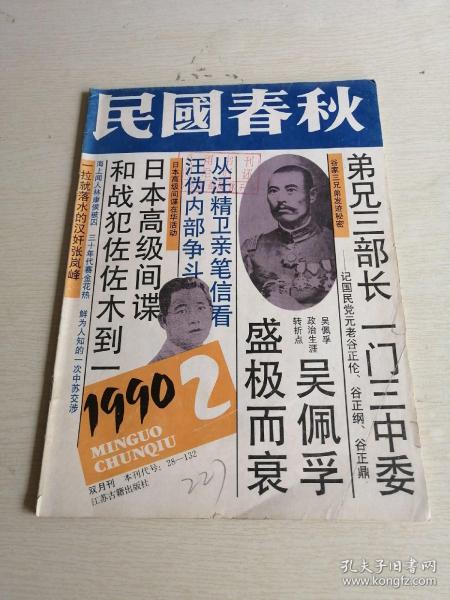 民國春秋
谷家三兄弟发迹秘密
弟兄三部长 一门三中委
——记国民党元老谷正伦、谷正纲、谷正鼎
吴佩孚
政治生涯
转折点
吴佩孚
盛极而衰
从汪精卫亲笔信看
汪伪内部争斗
日本高级间谍在华活动
日本高级间谍
和战犯佐佐木到一
三十年代赛金花热
鲜为人知的一次中苏交涉
海上闻人林康侯被囚
一拉就落水的汉奸张岚峰
1990 2
MINGUO
CHUNQIU
双月刊 本刊代号：28—132
江苏古籍出版社
227
孔夫子旧书网
www.kongfz.com